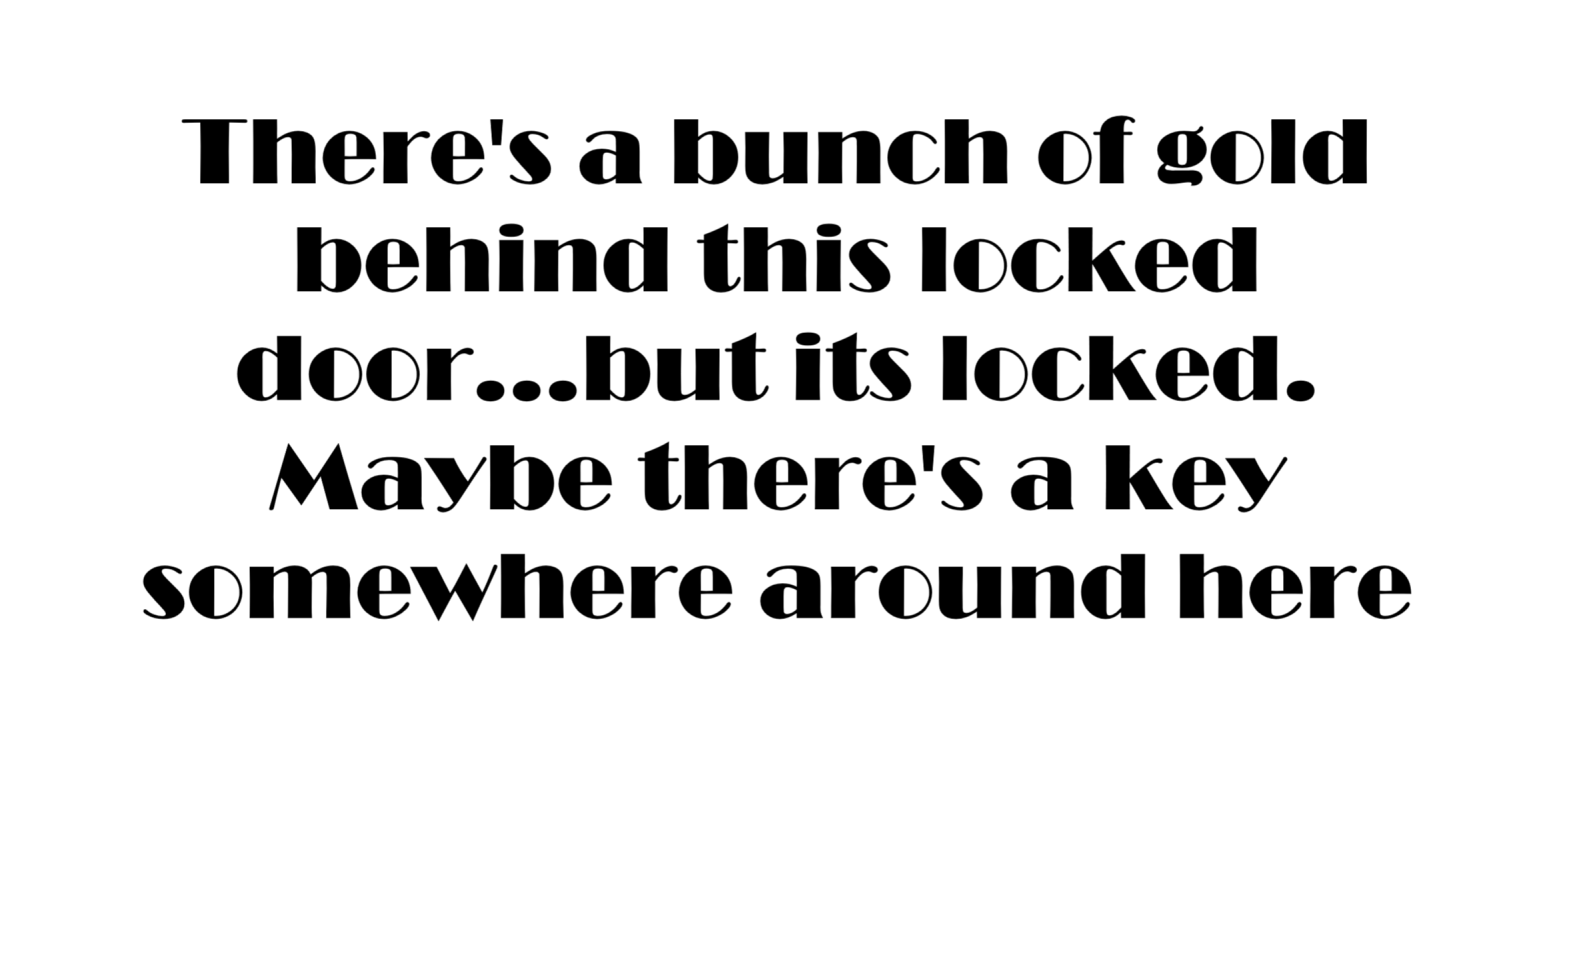 There's a bunch of gold
behind this locked
door...but its locked.
Maybe there's a key
somewhere around here